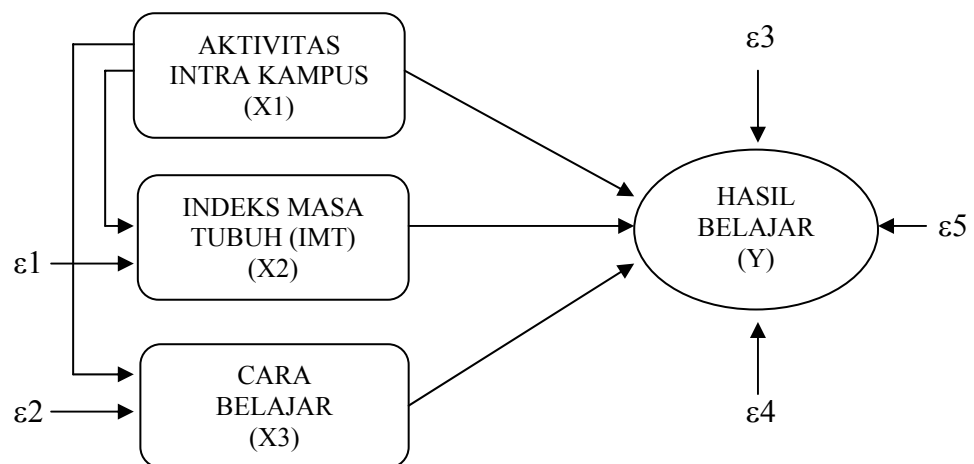 AKTIVITAS
INTRA KAMPUS
(X1)
INDEKS MASA
TUBUH (IMT)
(X2)
CARA
BELAJAR
(X3)
ε1
ε2
ε3
HASIL
BELAJAR
(Y)
ε5
ε4